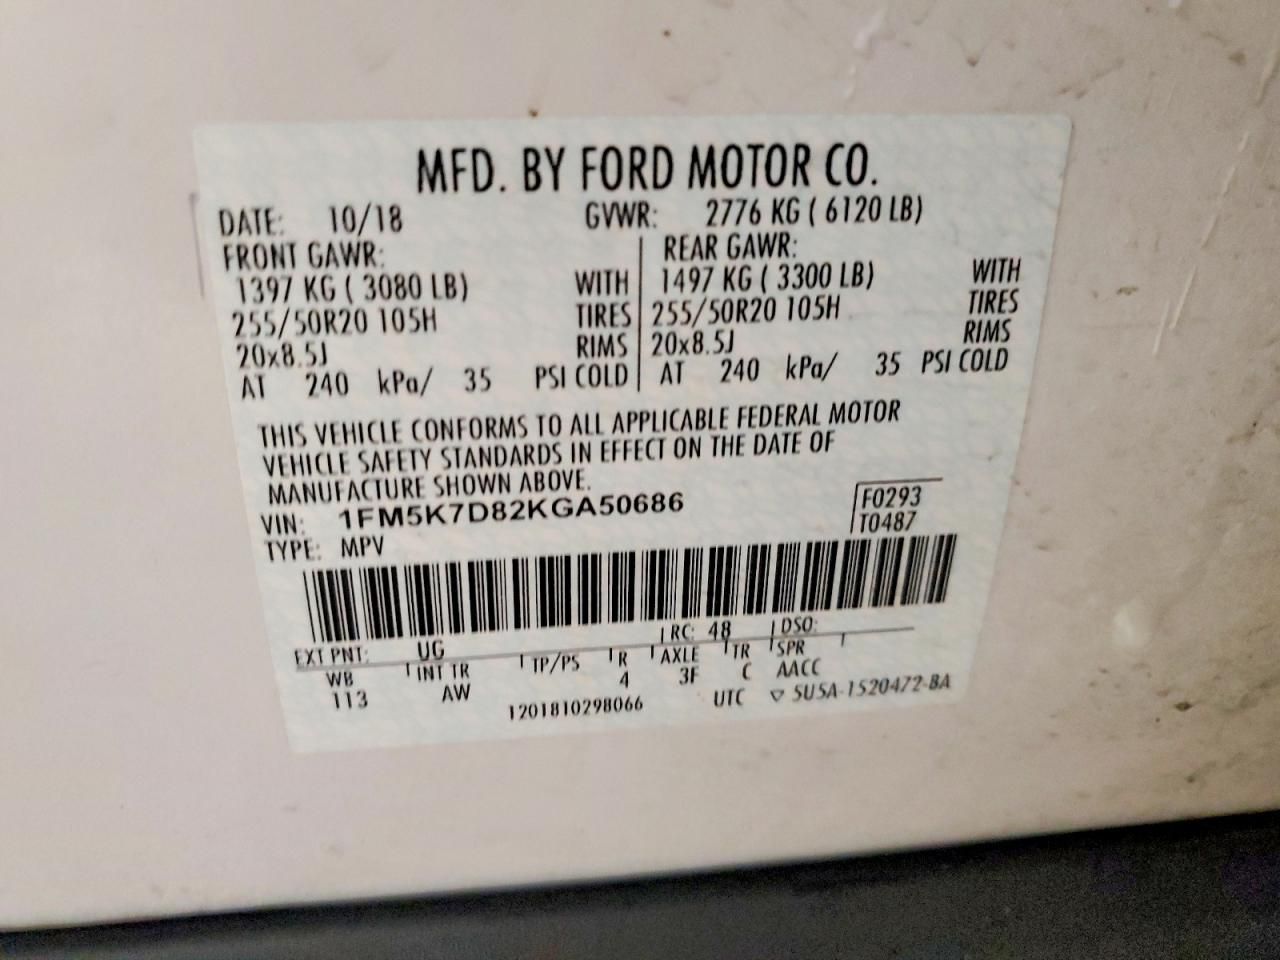 MFD. BY FORD MOTOR CO.
DATE: 10/18 GVWR: 2776 KG ( 6120 LB)
FRONT GAWR: REAR GAWR:
1397 KG ( 3080 LB) WITH 1497 KG ( 3300 LB) WITH
255/50R20 105H TIRES 255/50R20 105H TIRES
20x8.5J RIMS 20x8.5J RIMS
AT 240 kPa/ 35 PSI COLD AT 240 kPa/ 35 PSI COLD
THIS VEHICLE CONFORMS TO ALL APPLICABLE FEDERAL MOTOR
VEHICLE SAFETY STANDARDS IN EFFECT ON THE DATE OF
MANUFACTURE SHOWN ABOVE.
VIN: 1FM5K7D82KGA50686 F0293
TYPE: MPV T0487
EXT PNT: UG RC: 48 DSO:
WB INT TR TP/PS R AXLE TR SPR
113 AW 4 3F C AACC
1201810298066 UTC ▽ 5U5A-1520472-BA